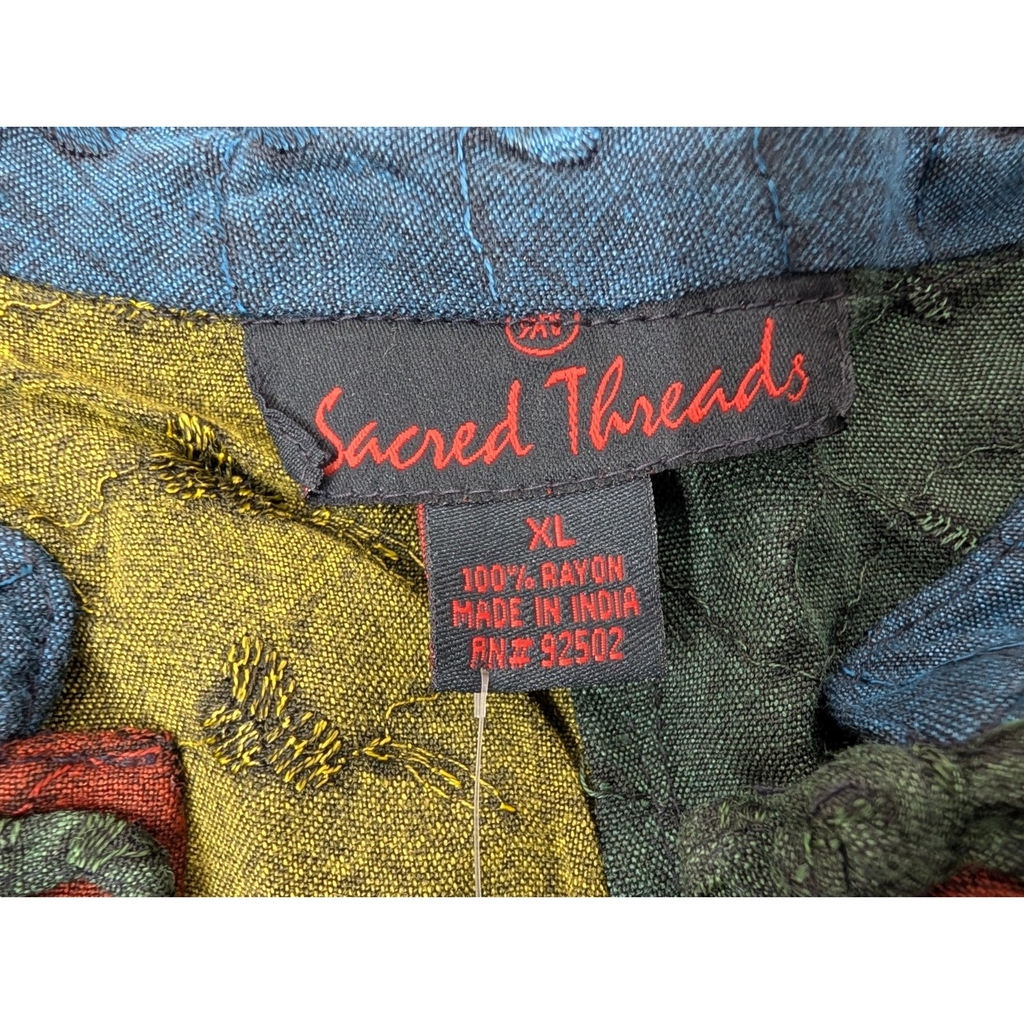 Sacred Threads
XL
100% RAYON
MADE IN INDIA
RN# 92502